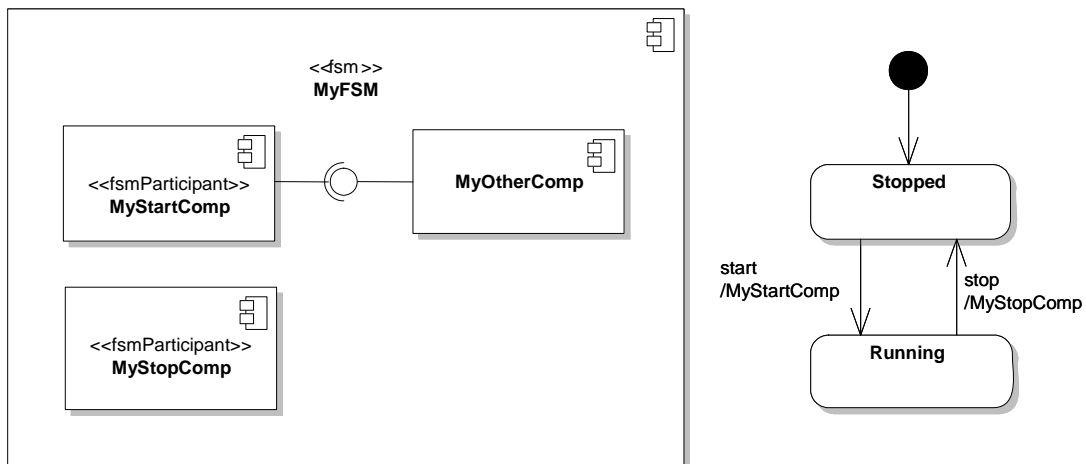 <<fsm>>
MyFSM
<<fsmParticipant>>
MyStartComp
MyOtherComp
<<fsmParticipant>>
MyStopComp
Stopped
start
/MyStartComp
stop
/MyStopComp
Running